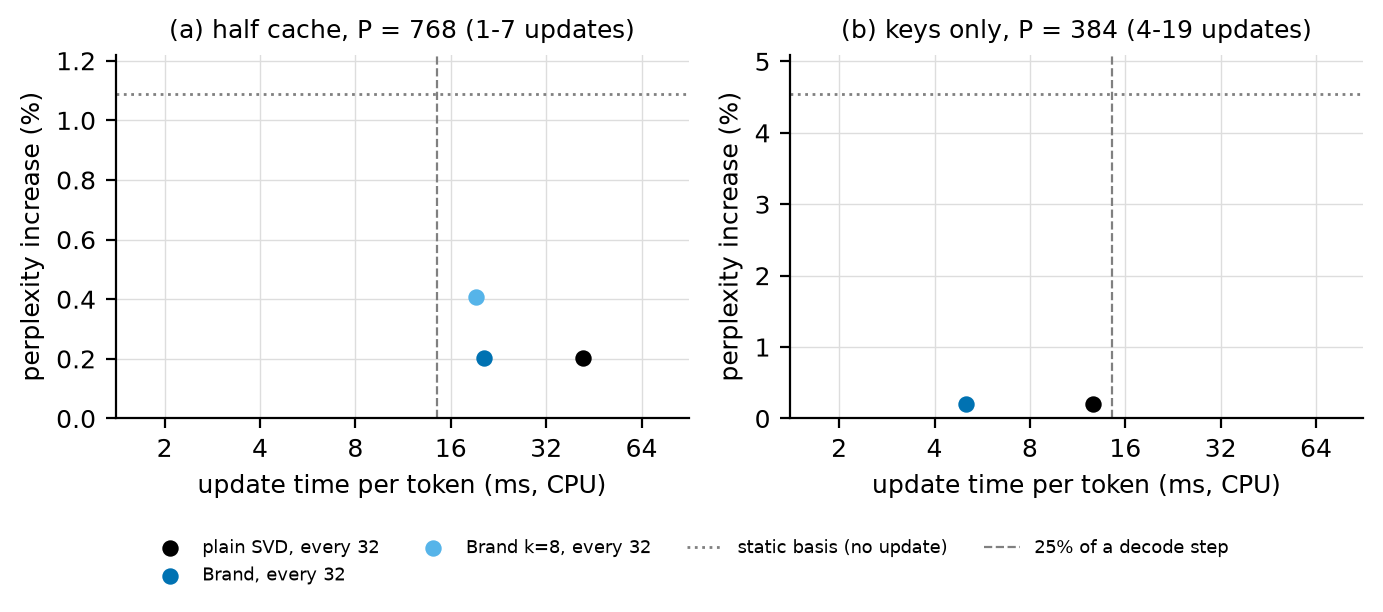 (a) half cache, P = 768 (1-7 updates)
perplexity increase (%)
1.2
1.0
0.8
0.6
0.4
0.2
0.0
2 4 8 16 32 64
update time per token (ms, CPU)
(b) keys only, P = 384 (4-19 updates)
perplexity increase (%)
5
4
3
2
1
0
2 4 8 16 32 64
update time per token (ms, CPU)
plain SVD, every 32 Brand k=8, every 32 static basis (no update) 25% of a decode step
Brand, every 32